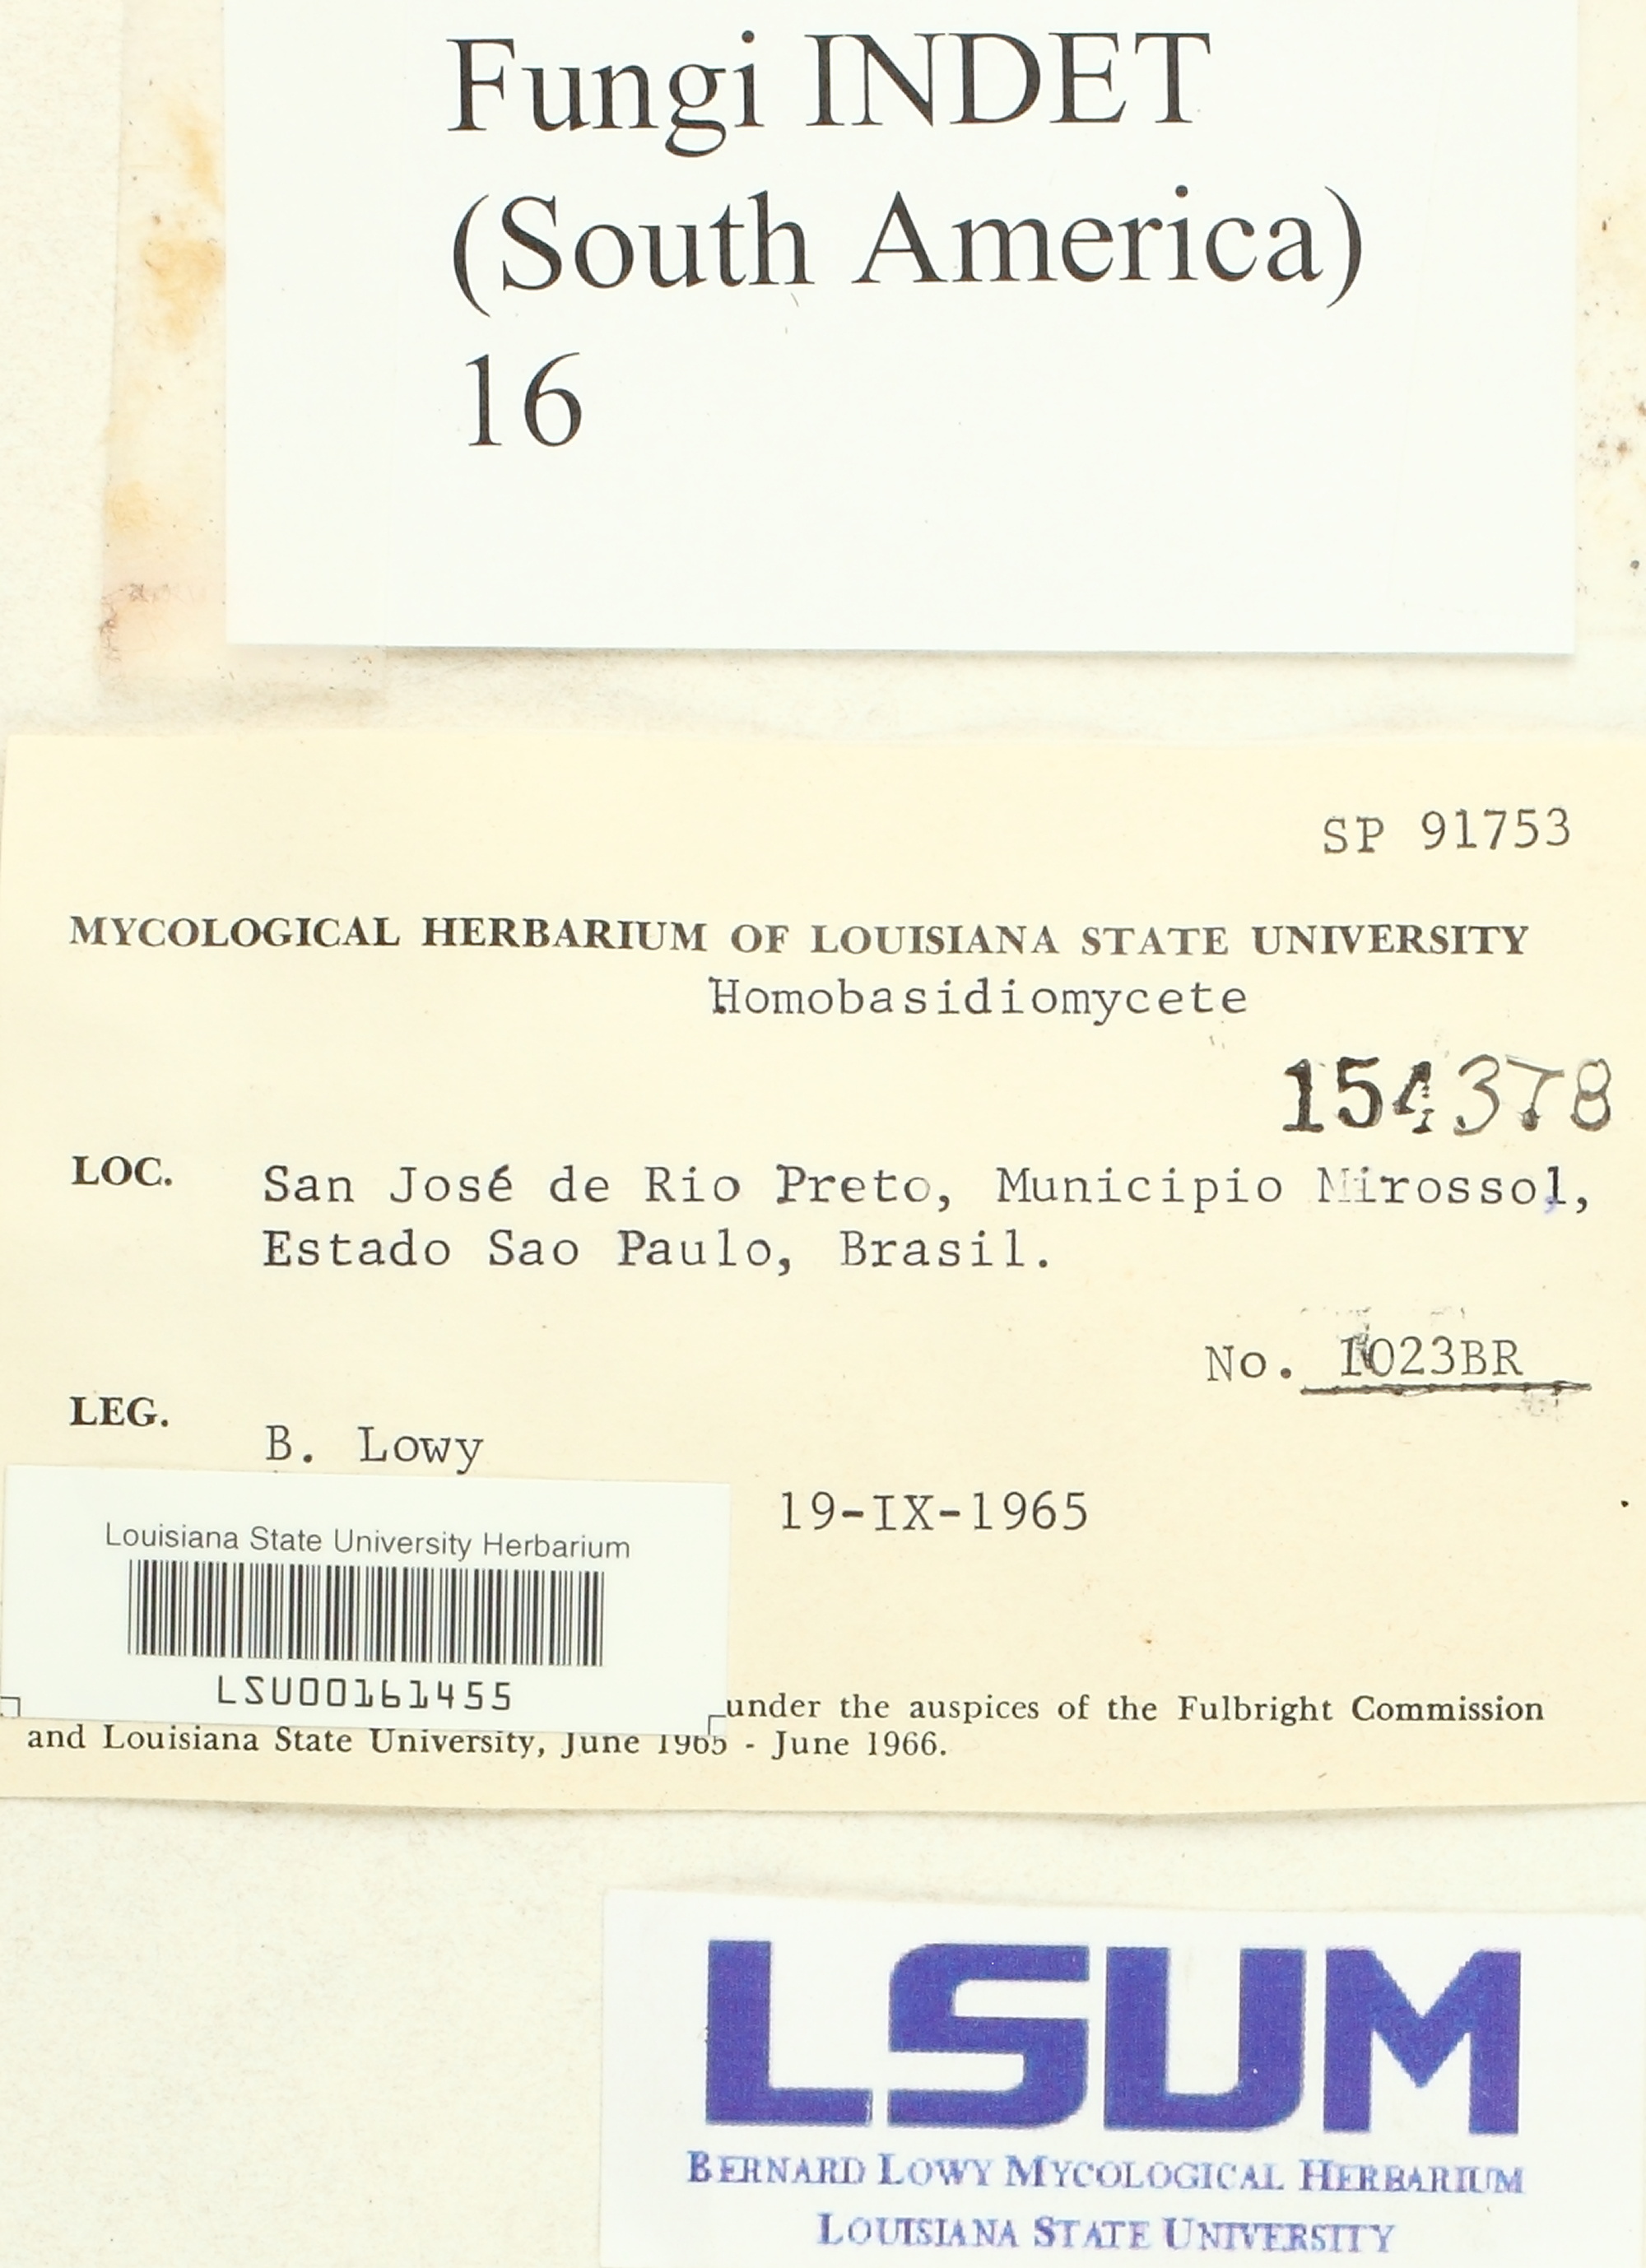 Fungi INDET
(South America)
16
SP 91753
MYCOLOGICAL HERBARIUM OF LOUISIANA STATE UNIVERSITY
Homobasidiomycete
154378
LOC. San José de Rio Preto, Municipio Mirossol,
Estado Sao Paulo, Brasil.
No. 1023BR
LEG. B. Lowy
19-IX-1965
Louisiana State University Herbarium
LSU00161455
under the auspices of the Fulbright Commission
and Louisiana State University, June 1965 - June 1966.
LSUM
BERNARD LOWY MYCOLOGICAL HERBARIUM
LOUISIANA STATE UNIVERSITY